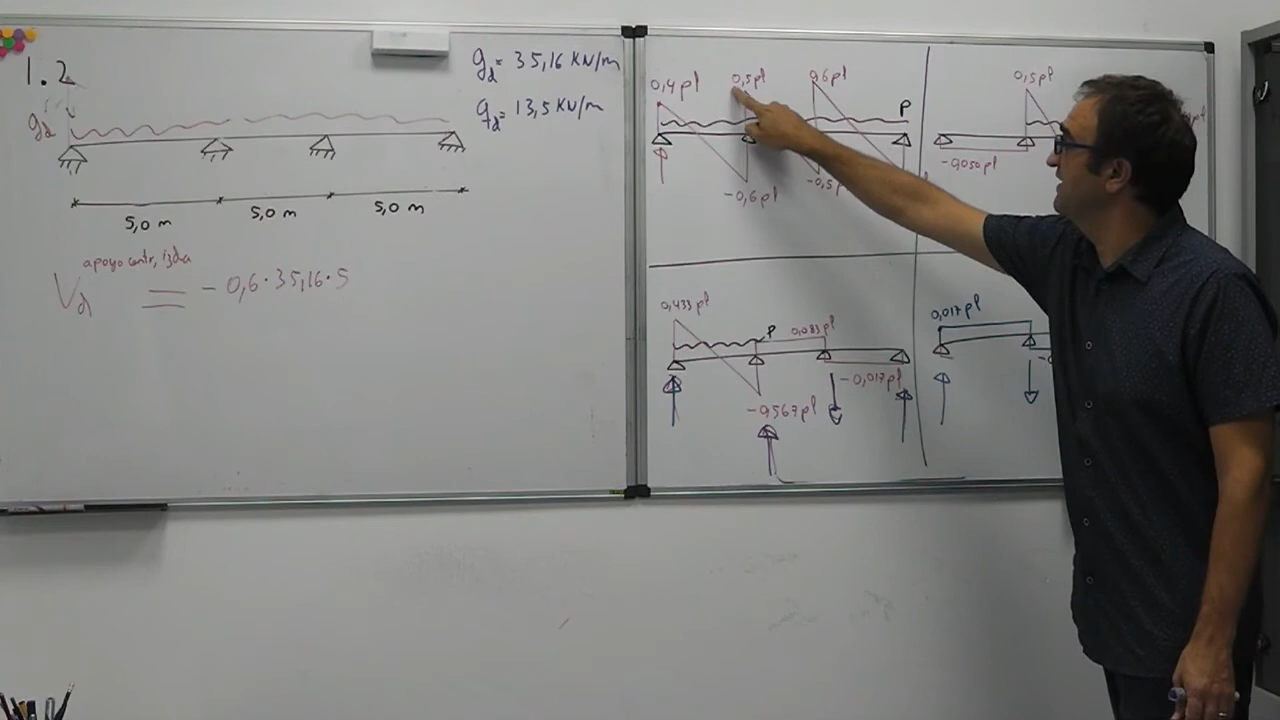 1.2
gd
gd = 35,16 KN/m
qd = 13,5 KN/m
5,0 m
5,0 m
5,0 m
Vd apoyo centr, izda = - 0,6 · 35,16 · 5
0,4 pl
0,5 pl
0,6 pl
P
-0,6 pl
-0,5
0,5 pl
-0,050 pl
pl
0,433 pl
P
0,083 pl
-0,017 pl
-0,567 pl
0,017 pl